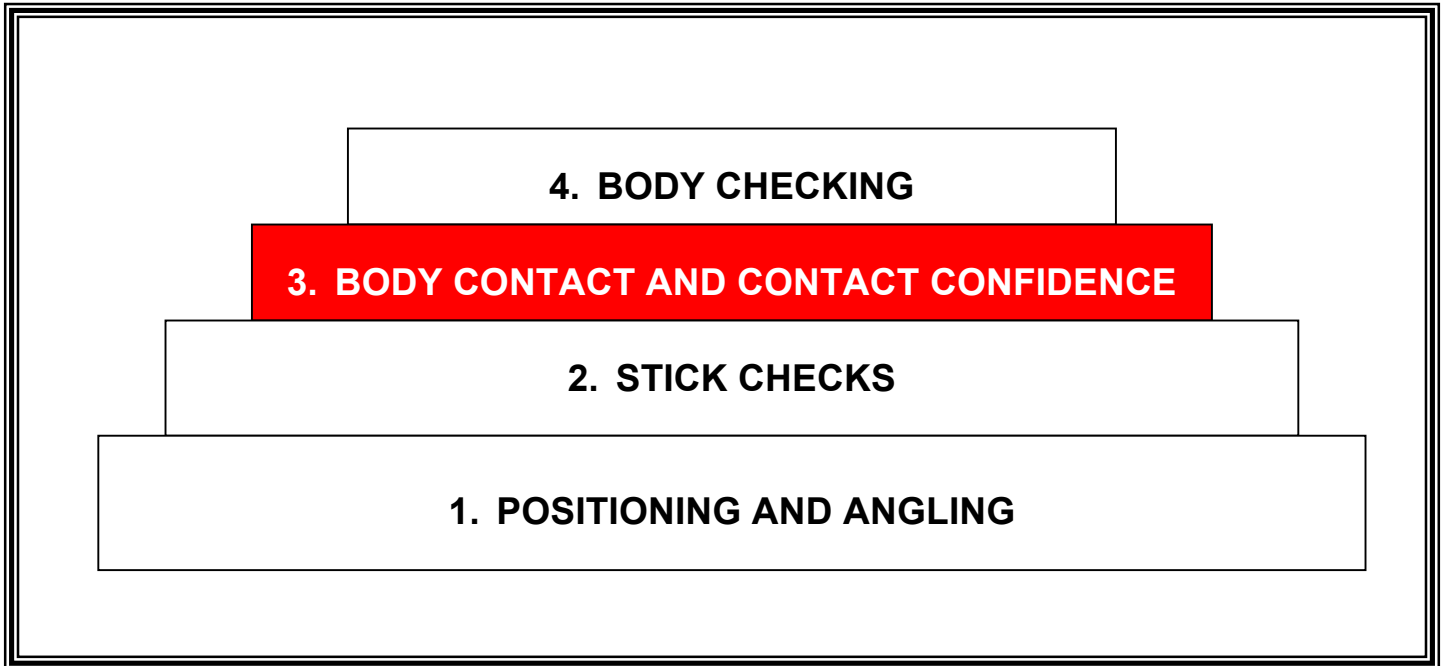 4. BODY CHECKING
3. BODY CONTACT AND CONTACT CONFIDENCE
2. STICK CHECKS
1. POSITIONING AND ANGLING